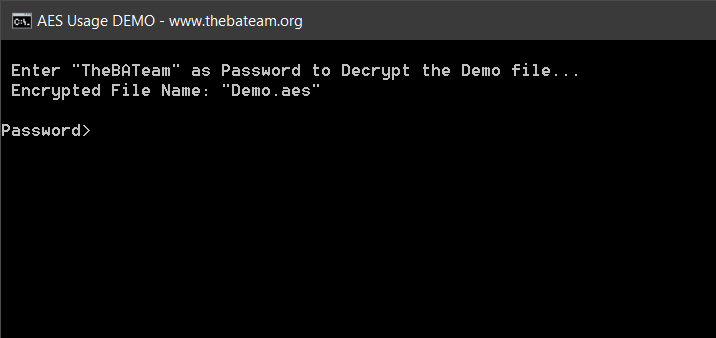 AES Usage DEMO - www.thebateam.org
Enter "TheBATeam" as Password to Decrypt the Demo file...
Encrypted File Name: "Demo.aes"
Password>